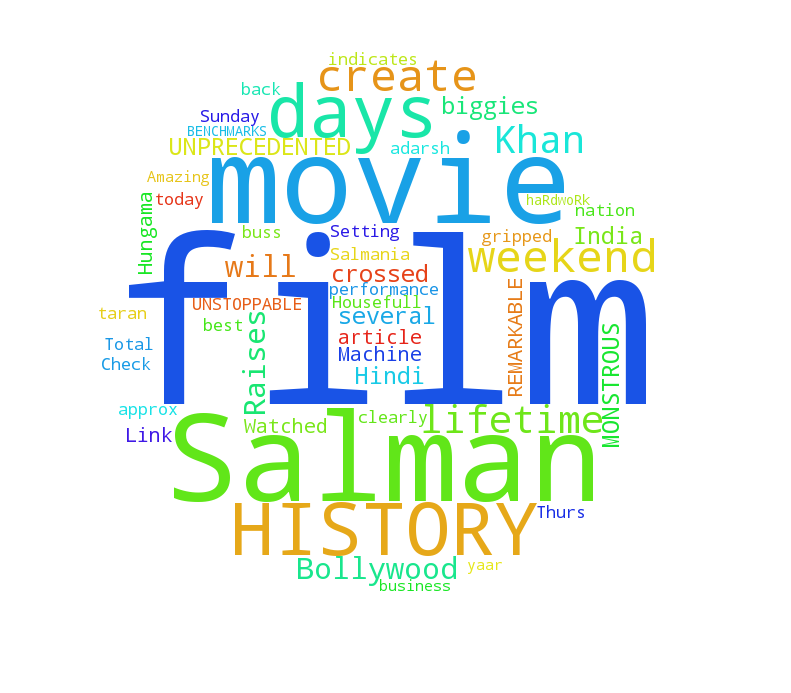 indicates
create
back
days
biggies
Sunday
BENCHMARKS
UNPRECEDENTED
adarsh
Khan
movie
Amazing
today
haRdwoRk
nation
Hungama
buss
Setting
gripped
India
film
Salmania
weekend
will
crossed
performance
UNSTOPPABLE
Housefull
REMARKABLE
taran
best
several
Raises
article
Total
Machine
Check
Hindi
MONSTROUS
approx
clearly
lifetime
Link
Watched
Salman
HISTORY
Thurs
Bollywood
yaar
business